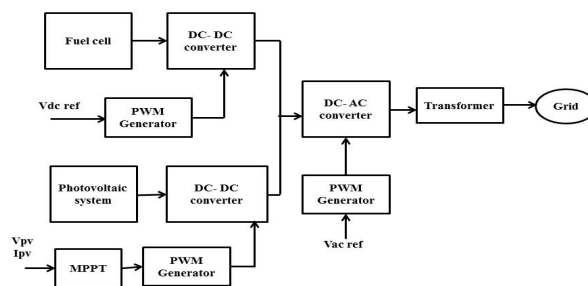 Fuel cell
DC- DC
converter
Vdc ref
PWM
Generator
DC- AC
converter
Transformer
Grid
Photovoltaic
system
DC- DC
converter
PWM
Generator
Vac ref
Vpv
Ipv
MPPT
PWM
Generator